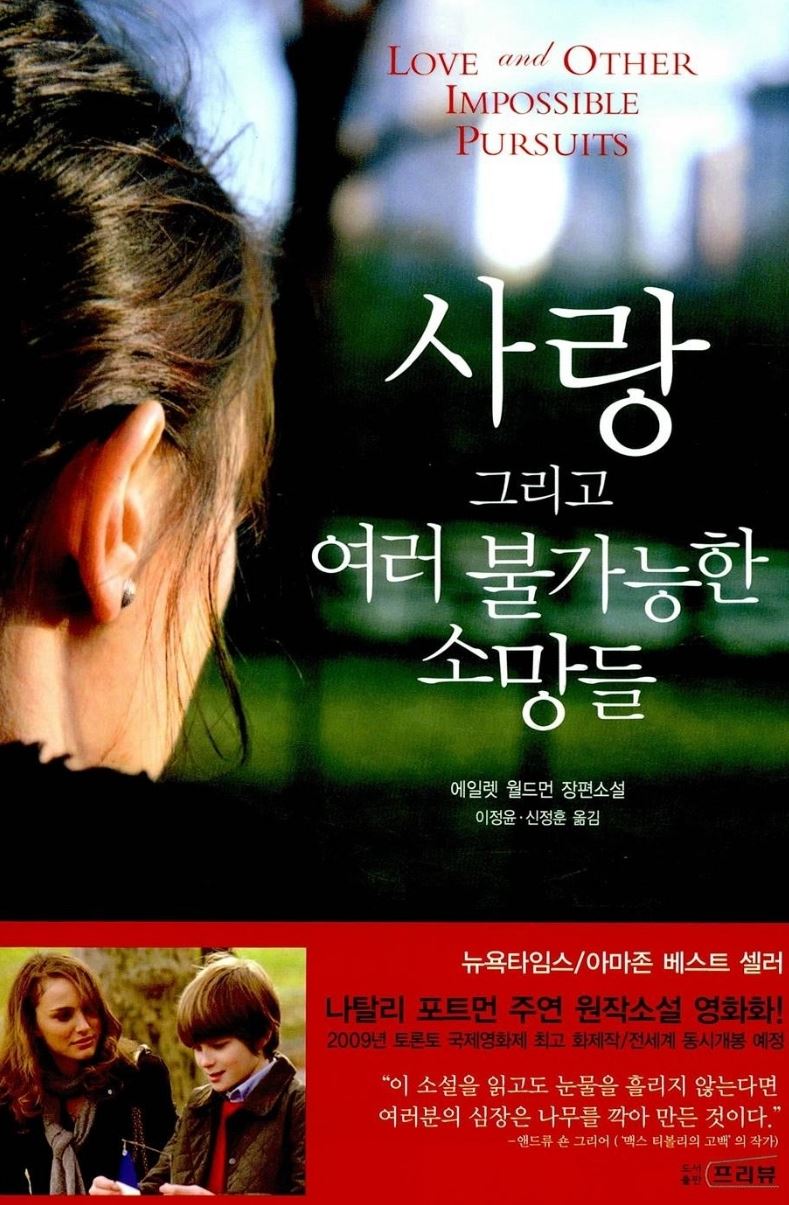 LOVE and OTHER
IMPOSSIBLE
PURSUITS
사랑
그리고
여러 불가능한
소망들
에일렛 월드먼 장편소설
이정윤·신정훈 옮김
뉴욕타임스/아마존 베스트 셀러
나탈리 포트먼 주연 원작소설 영화화!
2009년 토론토 국제영화제 최고 화제작/전세계 동시개봉 예정
“이 소설을 읽고도 눈물을 흘리지 않는다면
여러분의 심장은 나무를 깍아 만든 것이다.”
-앤드류 숀 그리어 (‘맥스 티볼리의 고백’의 작가)
도서
출판
프리뷰